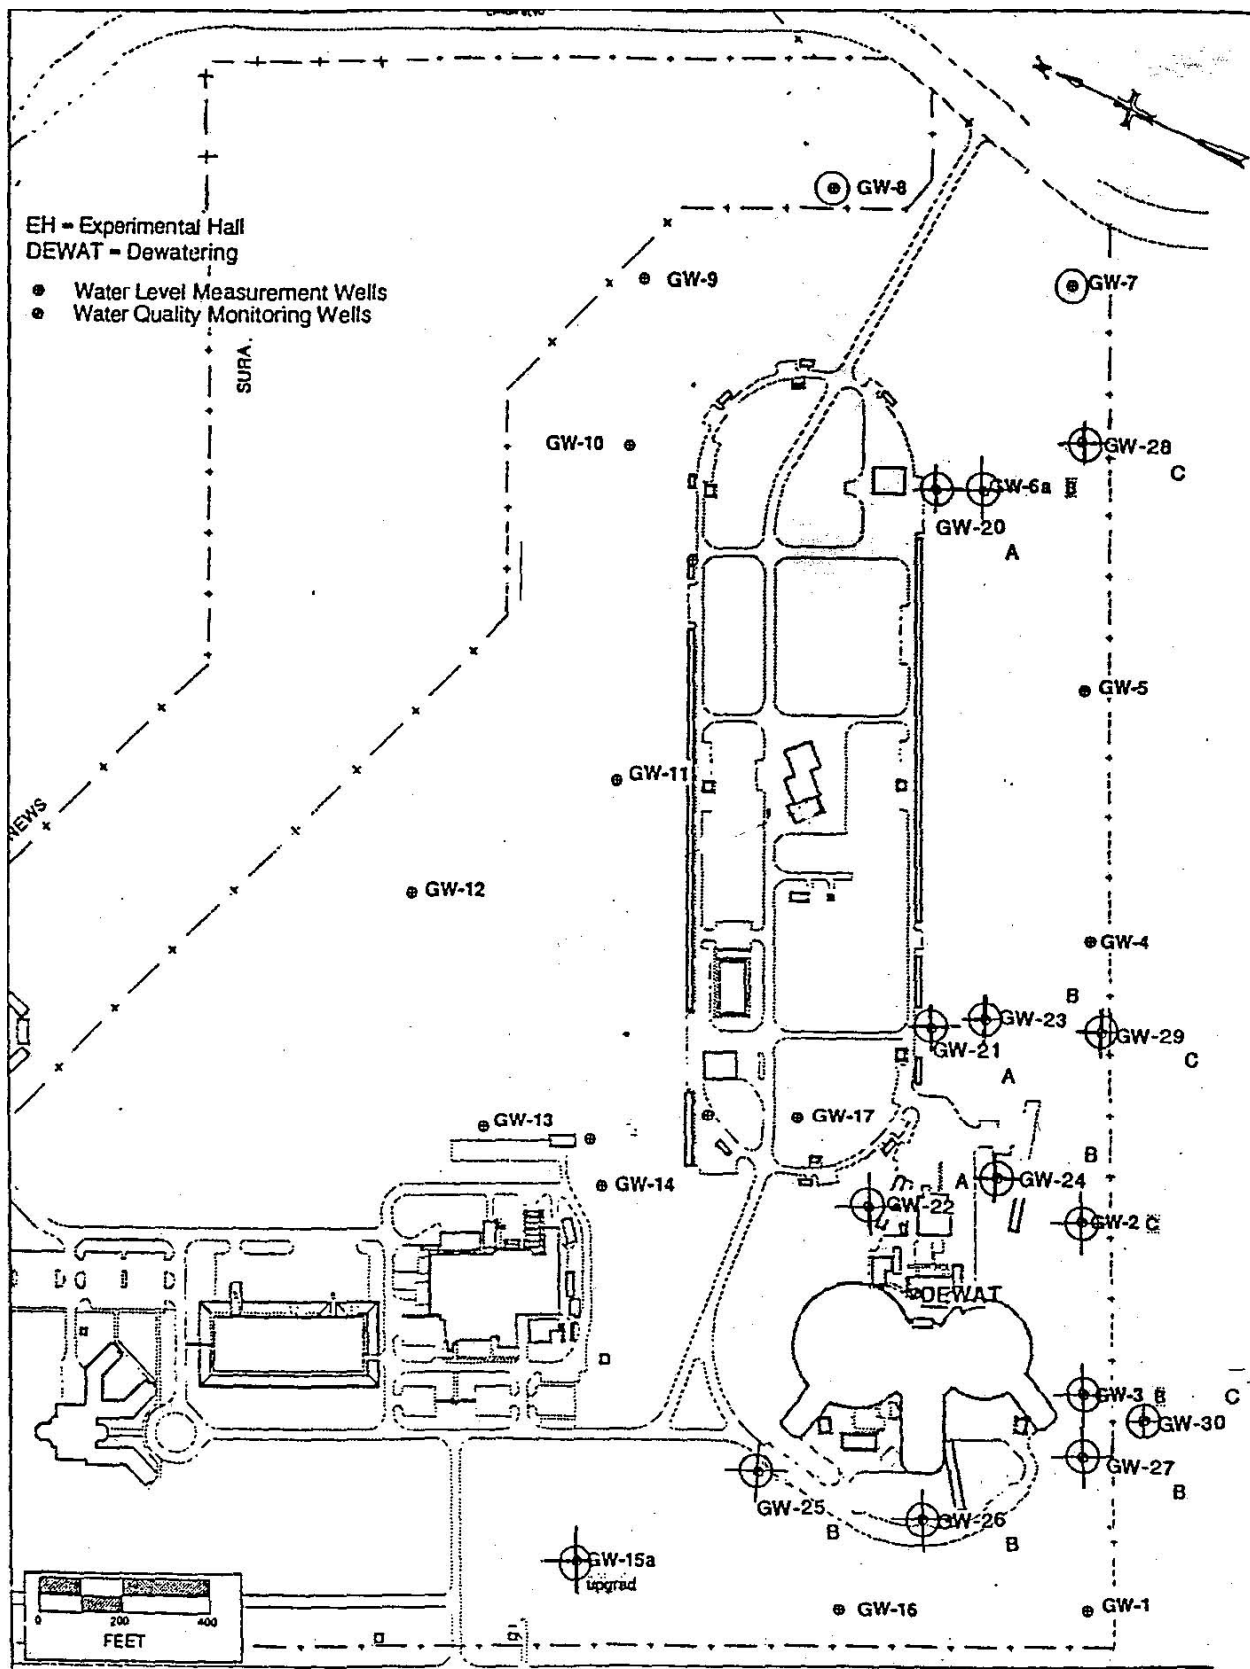 GW-8
EH = Experimental Hall
DEWAT = Dewatering
GW-9
GW-7
Water Level Measurement Wells
Water Quality Monitoring Wells
SURA.
GW-10
GW-28
C
GW-6a
GW-20
A
GW-5
GW-11
NEWS
GW-12
GW-4
B
GW-23
GW-29
GW-21
C
A
GW-13
GW-17
B
A
GW-24
GW-14
GW-22
GW-2
C
DEWAT
GW-3
B
C
GW-30
GW-27
GW-25
B
GW-26
B
B
GW-15a
upgrad
GW-16
GW-1
0 200 400
FEET